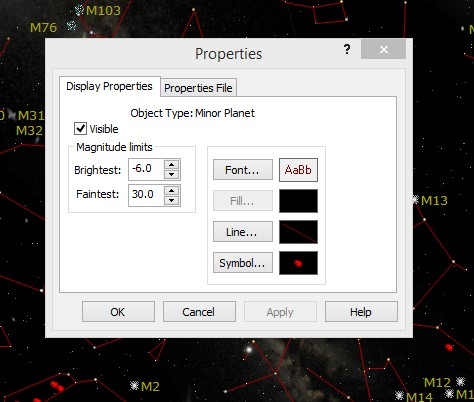 M103
M76
Properties
?
Display Properties
Properties File
Object Type: Minor Planet
Visible
Magnitude limits
Brightest: -6.0
Faintest: 30.0
Font... AaBb
Fill...
Line...
Symbol...
OK Cancel Apply Help
M31
M32
M13
M2
M12
M14
M10